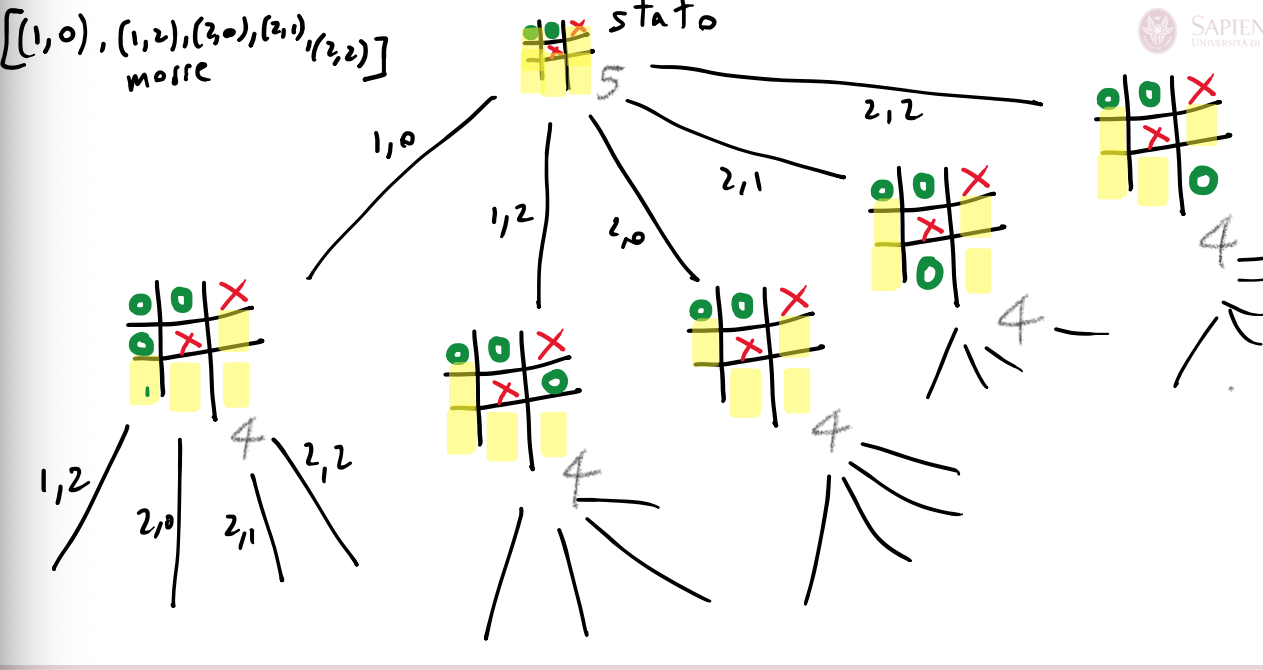 [(1,0), (1,2), (2,0), (2,1), (2,2)]
mosse
stato
SAPIEN
UNIVERSITÀ DI
O O X
X
5
1,0
1,2
2,0
2,1
2,2
O O X
X
O
4
O O X
X
O
4
O O X
O X
4
O O X
X O
4
O O X
X
4
1,2
2,0
2,1
2,2